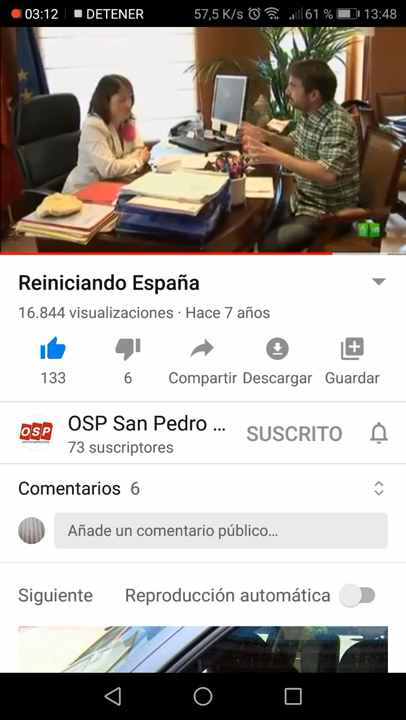 03:12 DETENER 57,5 K/s 61 % 13:48
Reiniciando España
16.844 visualizaciones · Hace 7 años
133 6 Compartir Descargar Guardar
OSP
OSP San Pedro ...
73 suscriptores
SUSCRITO
Comentarios 6
Añade un comentario público...
Siguiente Reproducción automática